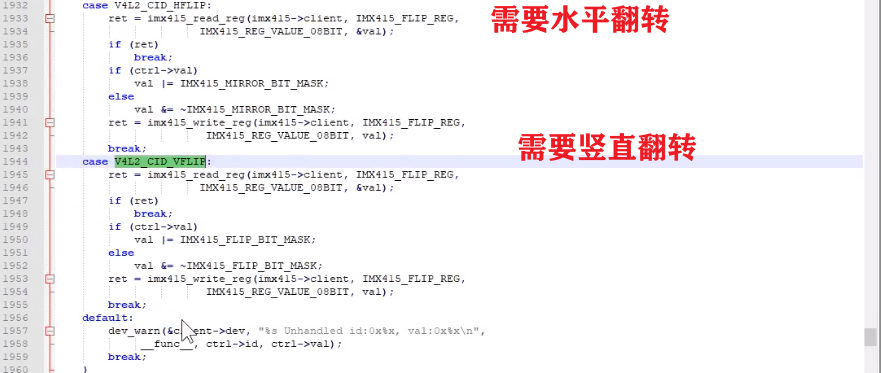 1932 case V4L2_CID_HFLIP:
1933 ret = imx415_read_reg(imx415->client, IMX415_FLIP_REG,
需要水平翻转
1934 IMX415_REG_VALUE_08BIT, &val);
1935 if (ret)
1936 break;
1937 if (ctrl->val)
1938 val |= IMX415_MIRROR_BIT_MASK;
1939 else
1940 val &= ~IMX415_MIRROR_BIT_MASK;
1941 ret = imx415_write_reg(imx415->client, IMX415_FLIP_REG,
1942 IMX415_REG_VALUE_08BIT, val);
需要竖直翻转
1943 break;
1944 case V4L2_CID_VFLIP:
1945 ret = imx415_read_reg(imx415->client, IMX415_FLIP_REG,
1946 IMX415_REG_VALUE_08BIT, &val);
1947 if (ret)
1948 break;
1949 if (ctrl->val)
1950 val |= IMX415_FLIP_BIT_MASK;
1951 else
1952 val &= ~IMX415_FLIP_BIT_MASK;
1953 ret = imx415_write_reg(imx415->client, IMX415_FLIP_REG,
1954 IMX415_REG_VALUE_08BIT, val);
1955 break;
1956 default:
1957 dev_warn(&client->dev, "%s Unhandled id:0x%x, val:0x%x\n",
1958 __func__, ctrl->id, ctrl->val);
1959 break;
1960 }